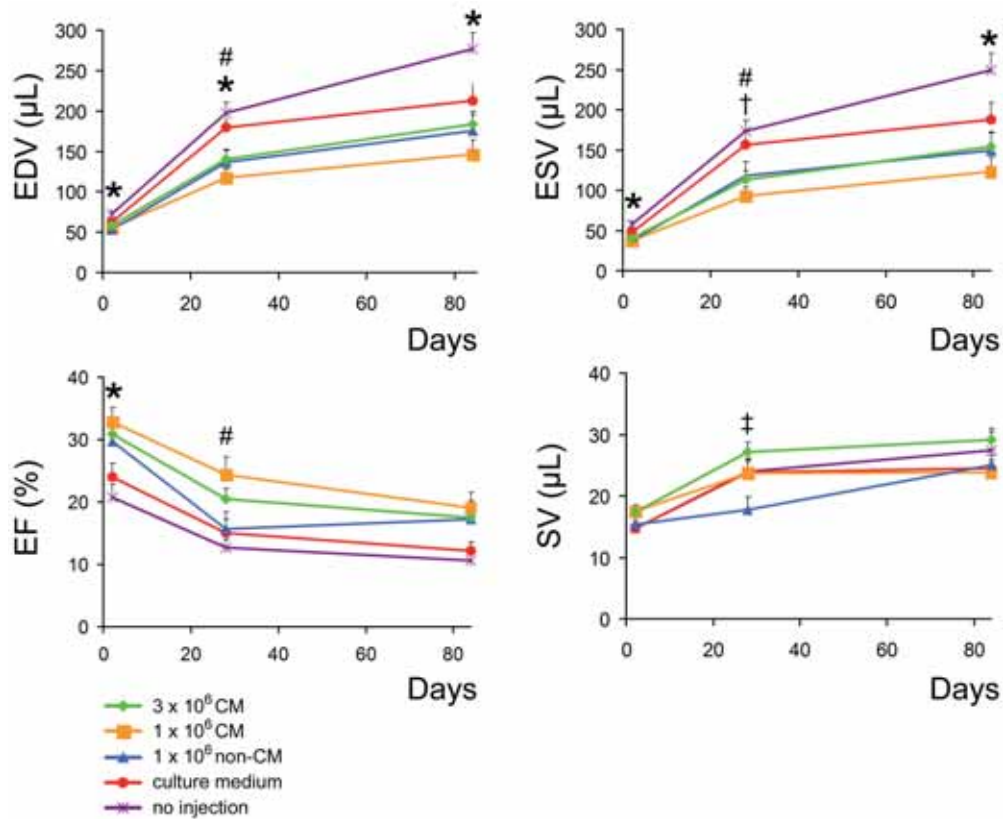 EDV (µL)
300
250
200
150
100
50
0
*
#
*
*
0 20 40 60 80
Days
ESV (µL)
300
250
200
150
100
50
0
*
#
†
*
0 20 40 60 80
Days
EF (%)
40
30
20
10
0
*
#
0 20 40 60 80
Days
SV (µL)
40
30
20
10
0
‡
0 20 40 60 80
Days
3 x 10⁶ CM
1 x 10⁶ CM
1 x 10⁶ non-CM
culture medium
no injection